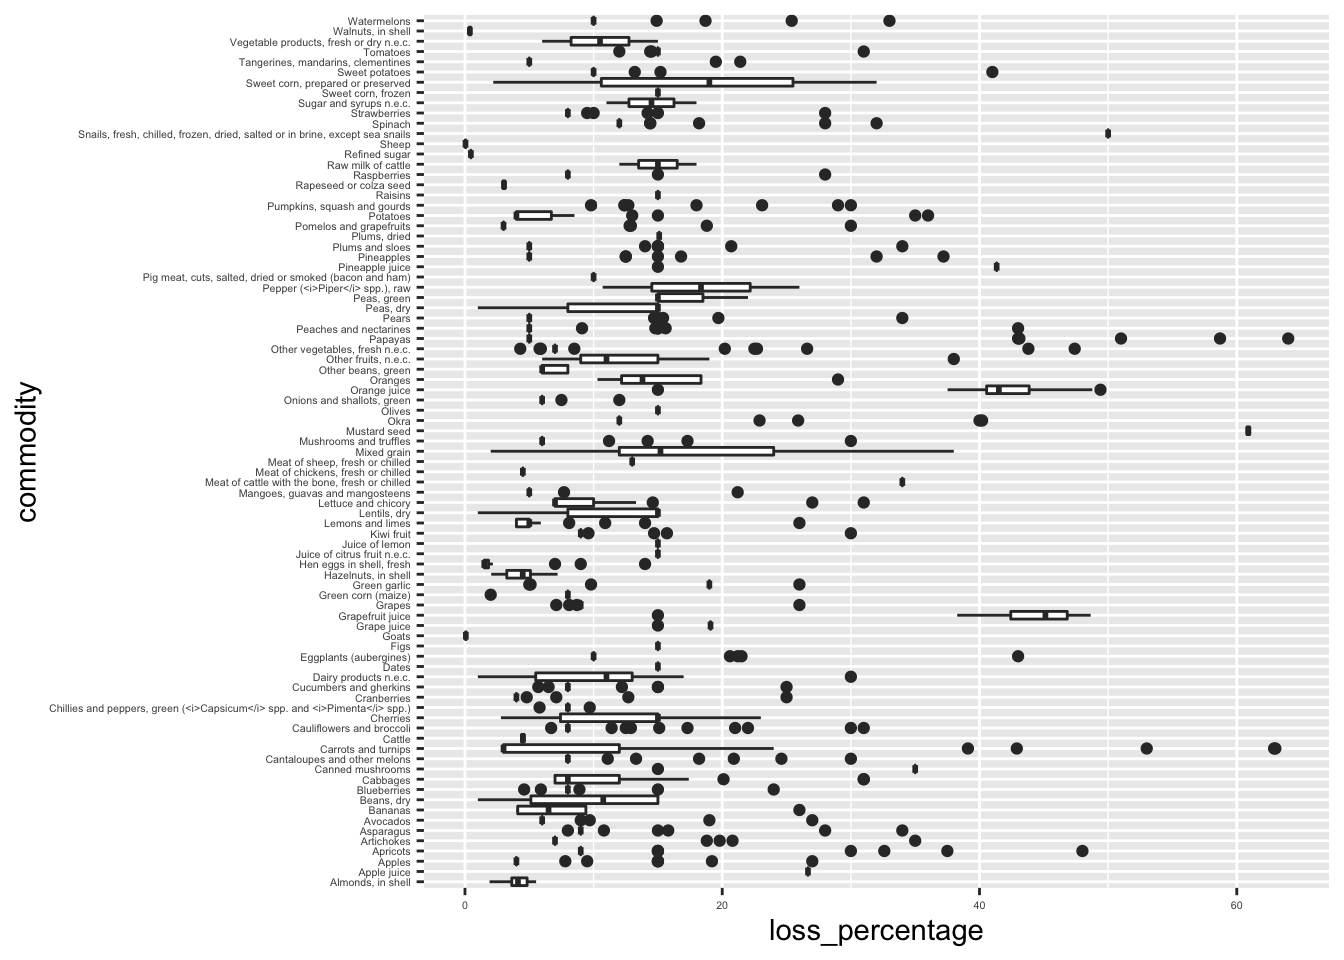 Watermelons
Walnuts, in shell
Vegetable products, fresh or dry n.e.c.
Tomatoes
Tangerines, mandarins, clementines
Sweet potatoes
Sweet corn, prepared or preserved
Sweet corn, frozen
Sugar and syrups n.e.c.
Strawberries
Spinach
Snails, fresh, chilled, frozen, dried, salted or in brine, except sea snails
Sheep
Refined sugar
Raw milk of cattle
Raspberries
Rapeseed or colza seed
Raisins
Pumpkins, squash and gourds
Potatoes
Pomelos and grapefruits
Plums, dried
Plums and sloes
Pineapples
Pineapple juice
Pig meat, cuts, salted, dried or smoked (bacon and ham)
Pepper (<i>Piper</i> spp.), raw
Peas, green
Peas, dry
Pears
Peaches and nectarines
Papayas
Other vegetables, fresh n.e.c.
Other fruits, n.e.c.
Other beans, green
Oranges
Orange juice
Onions and shallots, green
Olives
Okra
Mustard seed
Mushrooms and truffles
Mixed grain
Meat of sheep, fresh or chilled
Meat of chickens, fresh or chilled
Meat of cattle with the bone, fresh or chilled
Mangoes, guavas and mangosteens
Lettuce and chicory
Lentils, dry
Lemons and limes
Kiwi fruit
Juice of lemon
Juice of citrus fruit n.e.c.
Hen eggs in shell, fresh
Hazelnuts, in shell
Green garlic
Green corn (maize)
Grapes
Grapefruit juice
Grape juice
Goats
Figs
Eggplants (aubergines)
Dates
Dairy products n.e.c.
Cucumbers and gherkins
Cranberries
Chillies and peppers, green (<i>Capsicum</i> spp. and <i>Pimenta</i> spp.)
Cherries
Cauliflowers and broccoli
Cattle
Carrots and turnips
Cantaloupes and other melons
Canned mushrooms
Cabbages
Blueberries
Beans, dry
Bananas
Avocados
Asparagus
Artichokes
Apricots
Apples
Apple juice
Almonds, in shell
commodity
0 20 40 60
loss_percentage